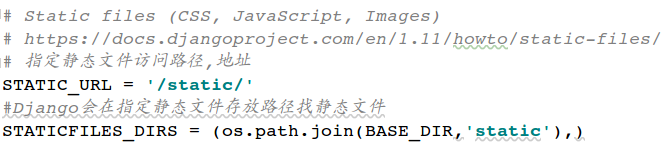 # Static files (CSS, JavaScript, Images)
# https://docs.djangoproject.com/en/1.11/howto/static-files/
# 指定静态文件访问路径,地址
STATIC_URL = '/static/'
#Django会在指定静态文件存放路径找静态文件
STATICFILES_DIRS = (os.path.join(BASE_DIR,'static'),)